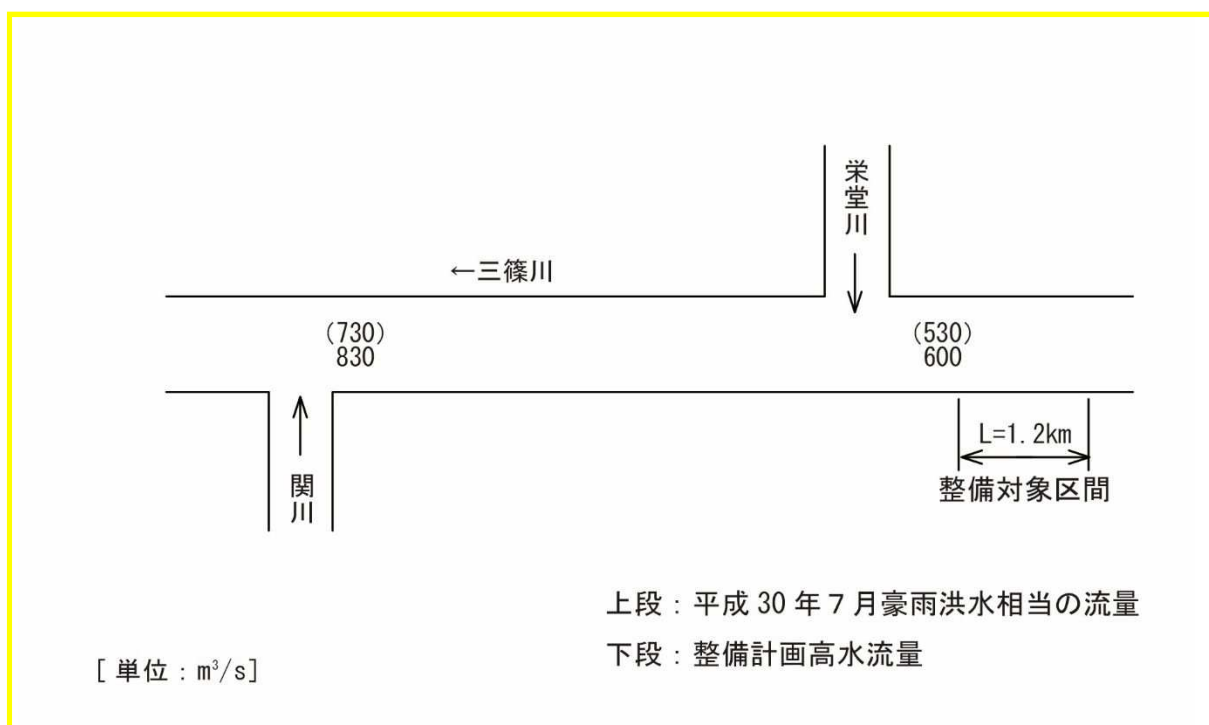 栄堂川
←三篠川
(730)
830
(530)
600
L=1.2km
整備対象区間
関川
上段：平成30年７月豪雨洪水相当の流量
下段：整備計画高水流量
[単位：m³/s]